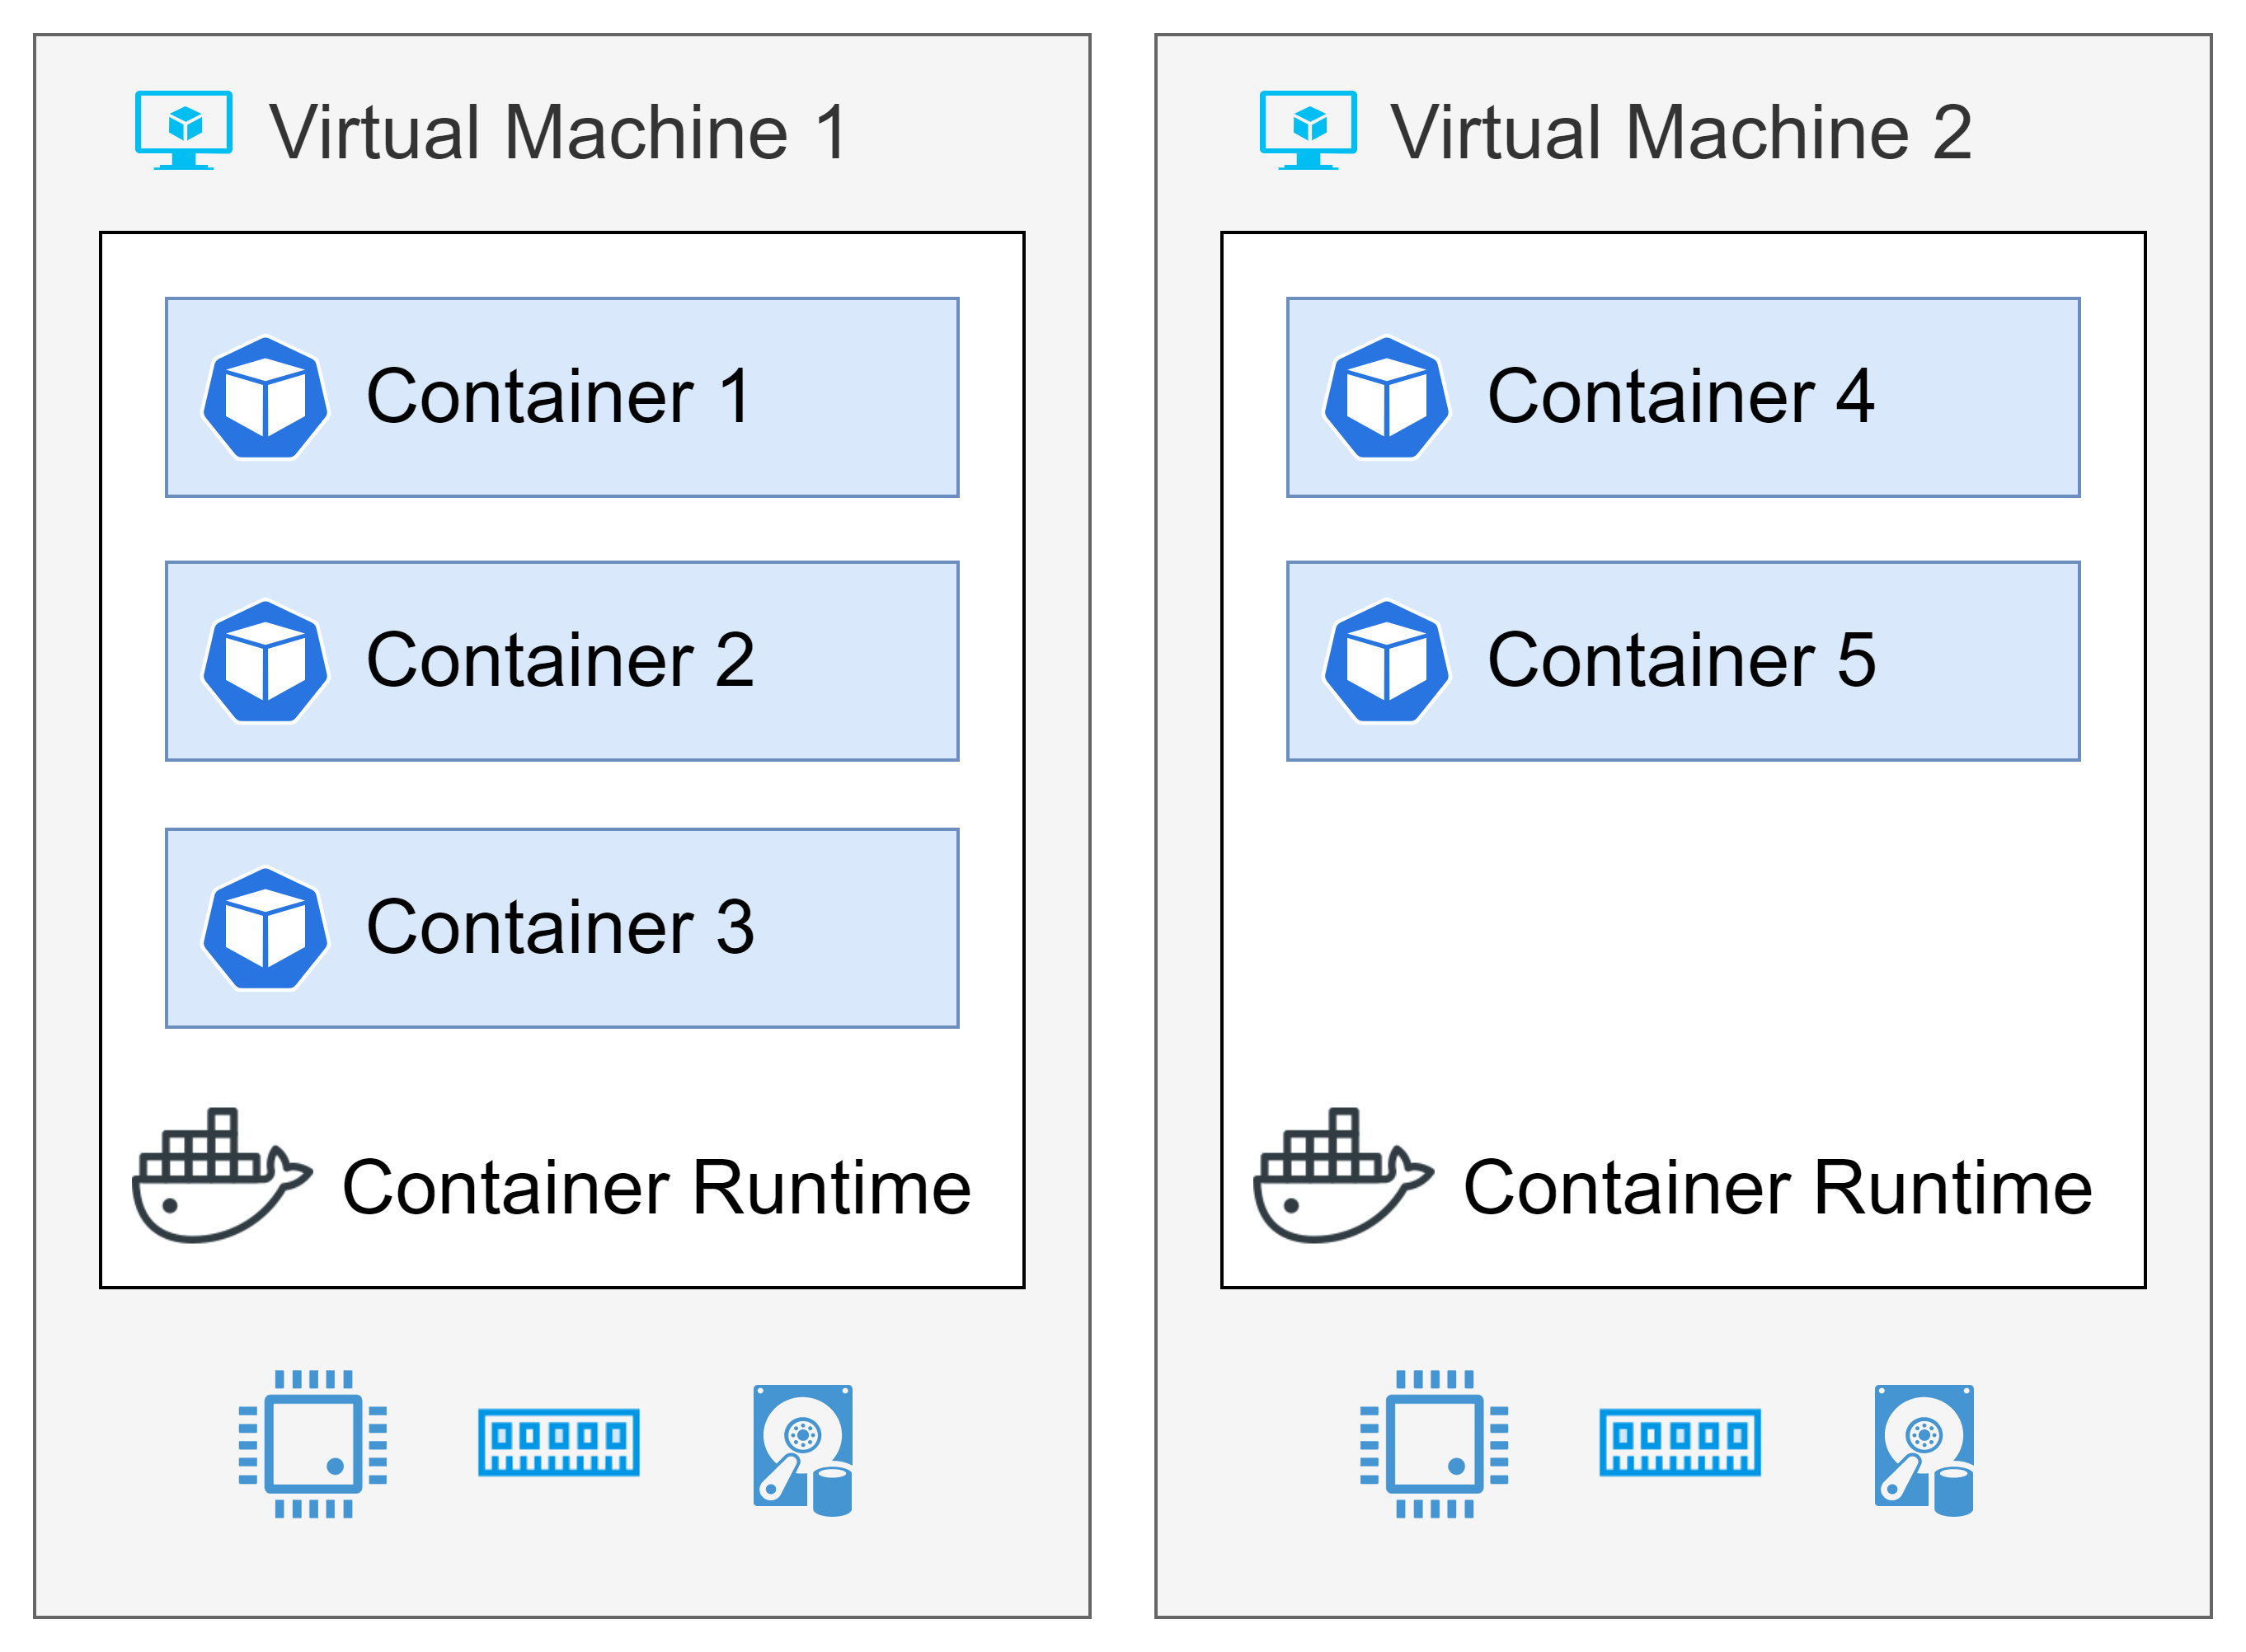 Virtual Machine 1
Container 1
Container 2
Container 3
Container Runtime
Virtual Machine 2
Container 4
Container 5
Container Runtime